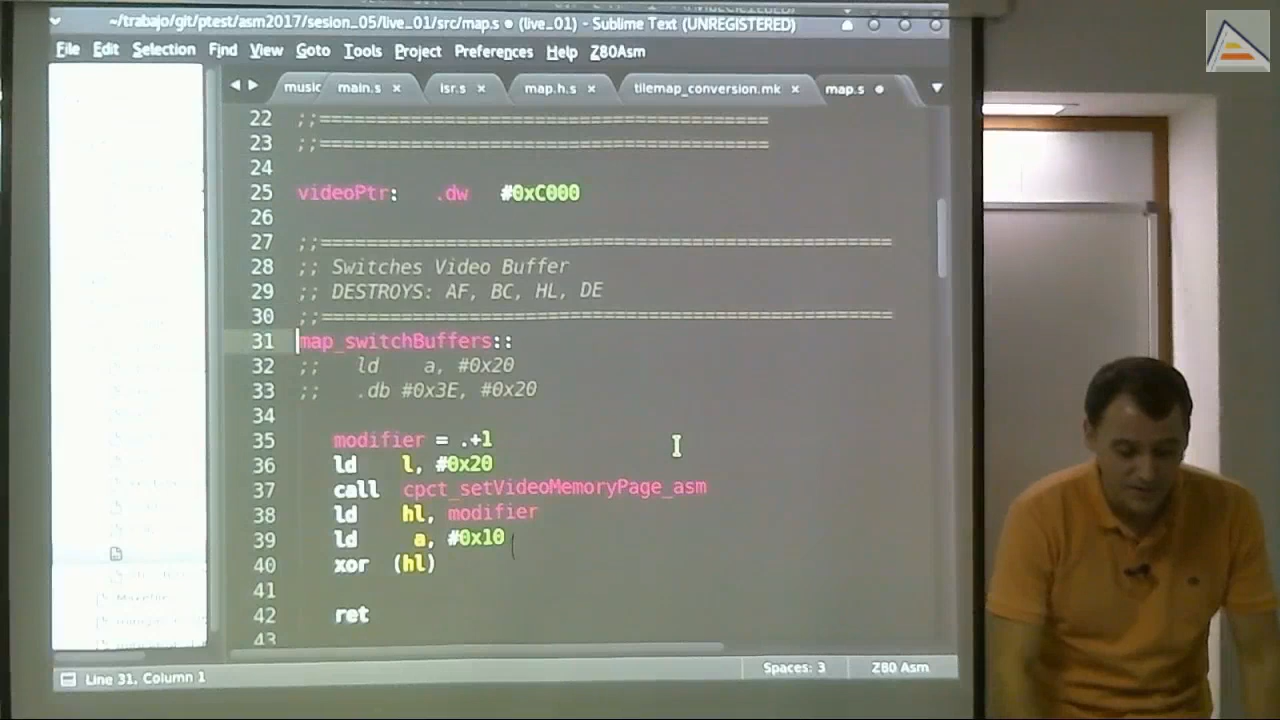 ~/trabajo/git/ptest/asm2017/sesion_05/live_01/src/map.s • (live_01) - Sublime Text (UNREGISTERED)
File Edit Selection Find View Goto Tools Project Preferences Help Z80Asm
music main.s × isr.s × map.h.s × tilemap_conversion.mk × map.s •
22 ;;======================================
23 ;;======================================
24
25 videoPtr: .dw #0xC000
26
27 ;;====================================================
28 ;; Switches Video Buffer
29 ;; DESTROYS: AF, BC, HL, DE
30 ;;====================================================
31 map_switchBuffers::
32 ;; ld a, #0x20
33 ;; .db #0x3E, #0x20
34
35 modifier = .+1
36 ld l, #0x20
37 call cpct_setVideoMemoryPage_asm
38 ld hl, modifier
39 ld a, #0x10
40 xor (hl)
41
42 ret
43
Line 31, Column 1 Spaces: 3 Z80 Asm